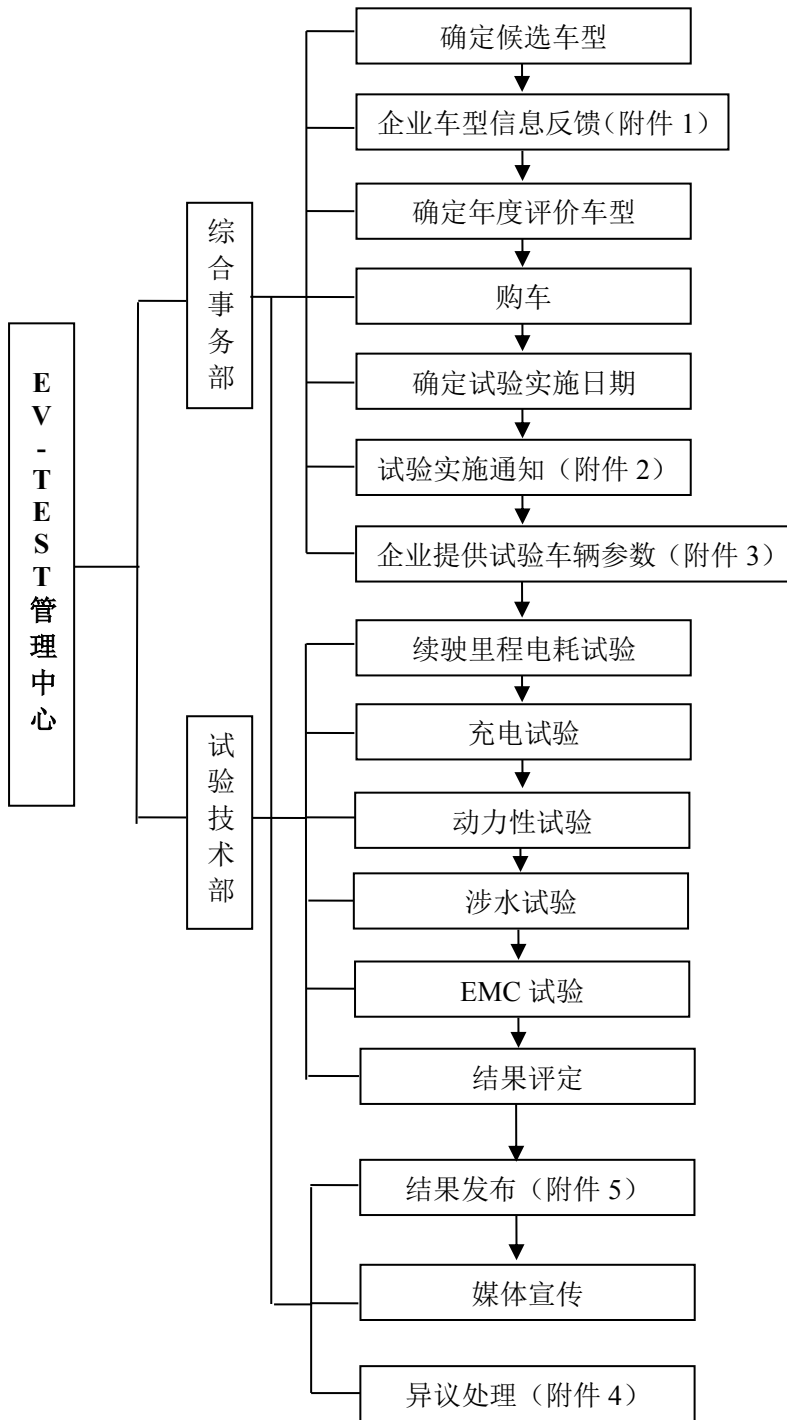 确定候选车型
企业车型信息反馈（附件 1）
确定年度评价车型
购车
确定试验实施日期
试验实施通知（附件 2）
企业提供试验车辆参数（附件 3）
综合事务部
EV-TEST管理中心
试验技术部
续驶里程电耗试验
充电试验
动力性试验
涉水试验
EMC 试验
结果评定
结果发布（附件 5）
媒体宣传
异议处理（附件 4）